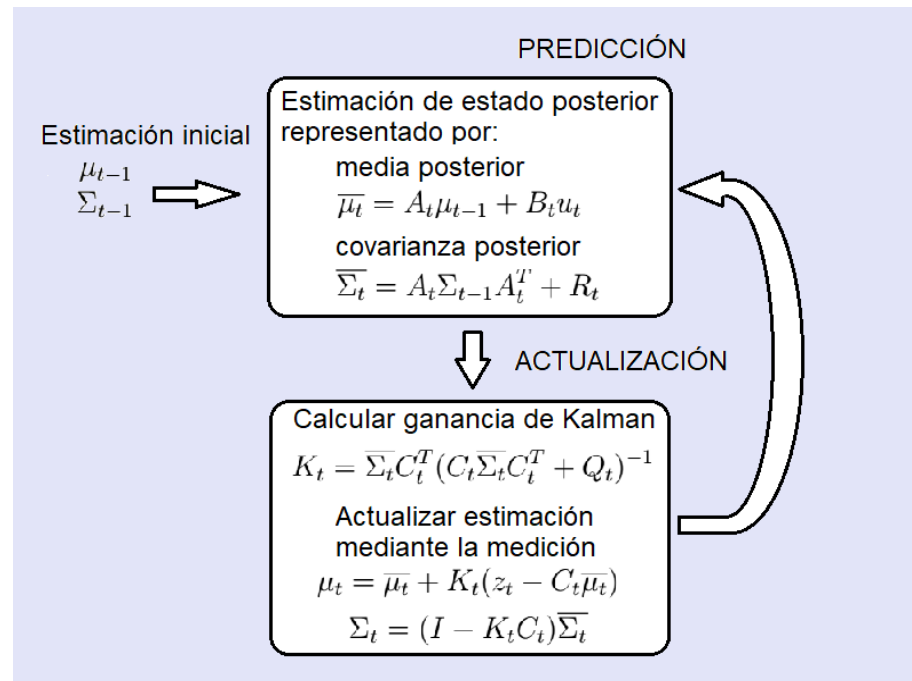 PREDICCIÓN
Estimación inicial
μ_{t-1}
Σ_{t-1}
Estimación de estado posterior
representado por:
media posterior
\overline{μ_t} = A_t μ_{t-1} + B_t u_t
covarianza posterior
\overline{Σ_t} = A_t Σ_{t-1} A_t^T + R_t
ACTUALIZACIÓN
Calcular ganancia de Kalman
K_t = \overline{Σ_t} C_t^T (C_t \overline{Σ_t} C_t^T + Q_t)^{-1}
Actualizar estimación
mediante la medición
μ_t = \overline{μ_t} + K_t (z_t − C_t \overline{μ_t})
Σ_t = (I − K_t C_t) \overline{Σ_t}